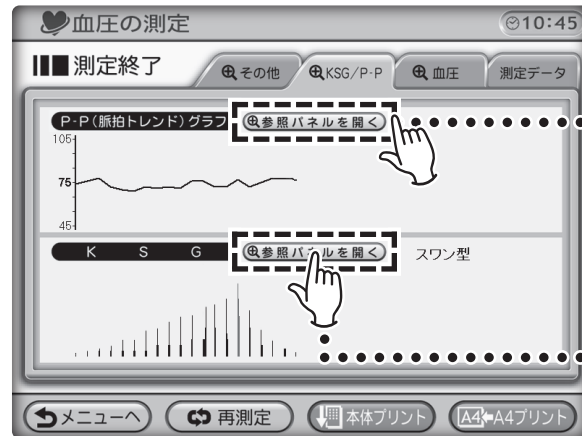 血圧の測定
10:45
測定終了
その他
KSG/P-P
血圧
測定データ
P-P(脈拍トレンド)グラフ
参照パネルを開く
105
75
45
K S G
参照パネルを開く
スワン型
メニューへ
再測定
本体プリント
A4 A4プリント